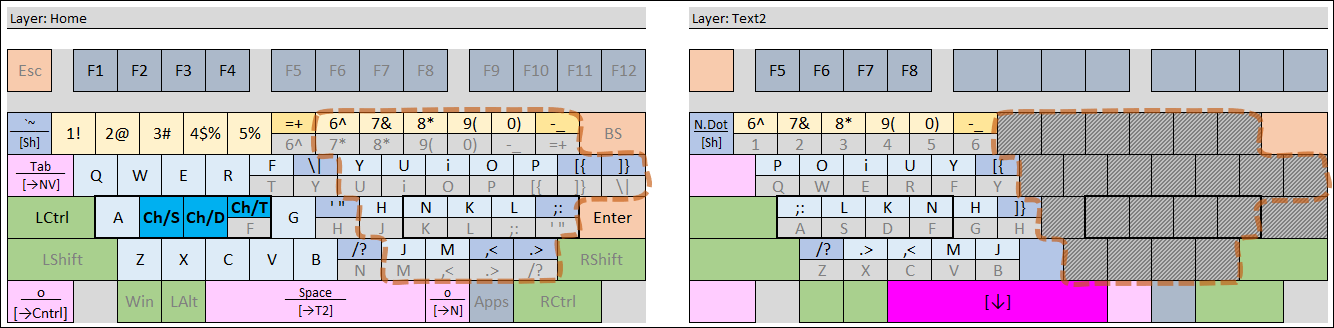 Layer: Home
Esc F1 F2 F3 F4 F5 F6 F7 F8 F9 F10 F11 F12
`~ [Sh] 1! 2@ 3# 4$% 5% =+ 6^ 7& 8* 9( 0) -_ BS
6^ 7* 8* 9( 0) -_ =+
Tab [→NV] Q W E R F \| Y U i O P [{ ]}
T Y U i O P [{ ]} \|
LCtrl A Ch/S Ch/D Ch/T G '" H N K L ;: Enter
F H J K L ;: '"
LShift Z X C V B /? J M ,< .> RShift
N M ,< .> /?
o [→Cntrl] Win LAlt Space [→T2] o [→N] Apps RCtrl
Layer: Text2
F5 F6 F7 F8
N.Dot [Sh] 6^ 7& 8* 9( 0) -_
1 2 3 4 5 6
P O i U Y [{
Q W E R F Y
;: L K N H ]}
A S D F G H
/? .> ,< M J
Z X C V B
[↓]